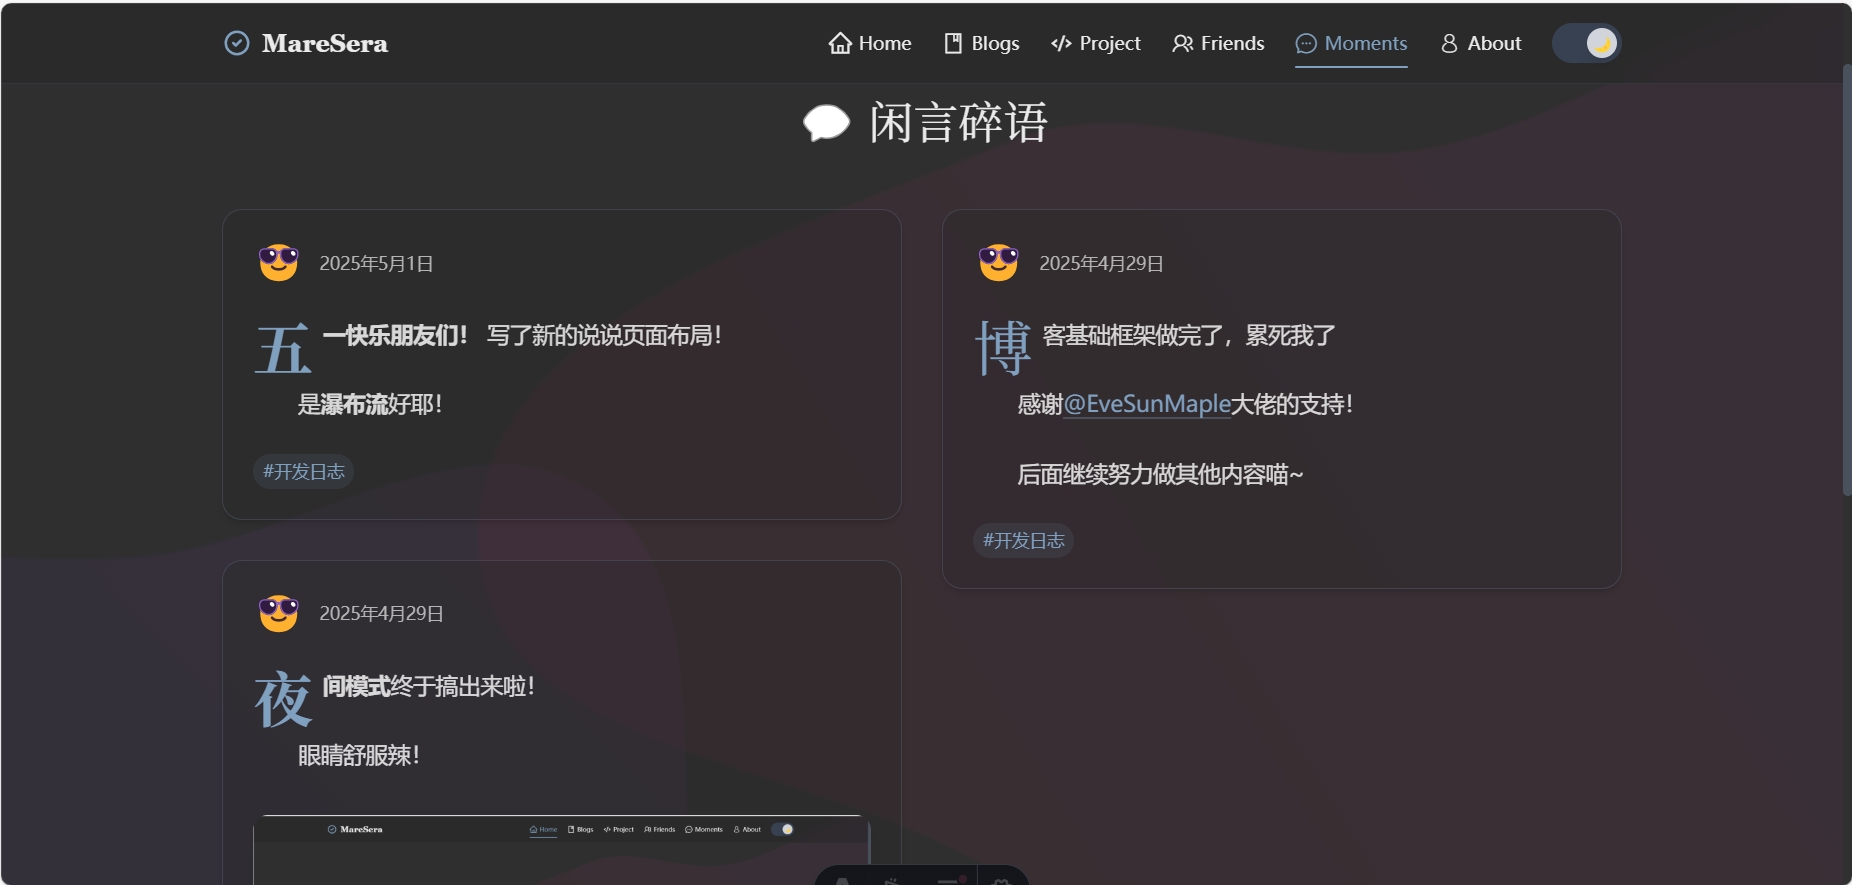 MareSera
Home Blogs Project Friends Moments About
闲言碎语
2025年5月1日
五一快乐朋友们！ 写了新的说说页面布局！
是瀑布流好耶！
#开发日志
2025年4月29日
博客基础框架做完了，累死我了
感谢@EveSunMaple大佬的支持！
后面继续努力做其他内容喵~
#开发日志
2025年4月29日
夜间模式终于搞出来啦！
眼睛舒服辣！
MareSera
Home Blogs Project Friends Moments About